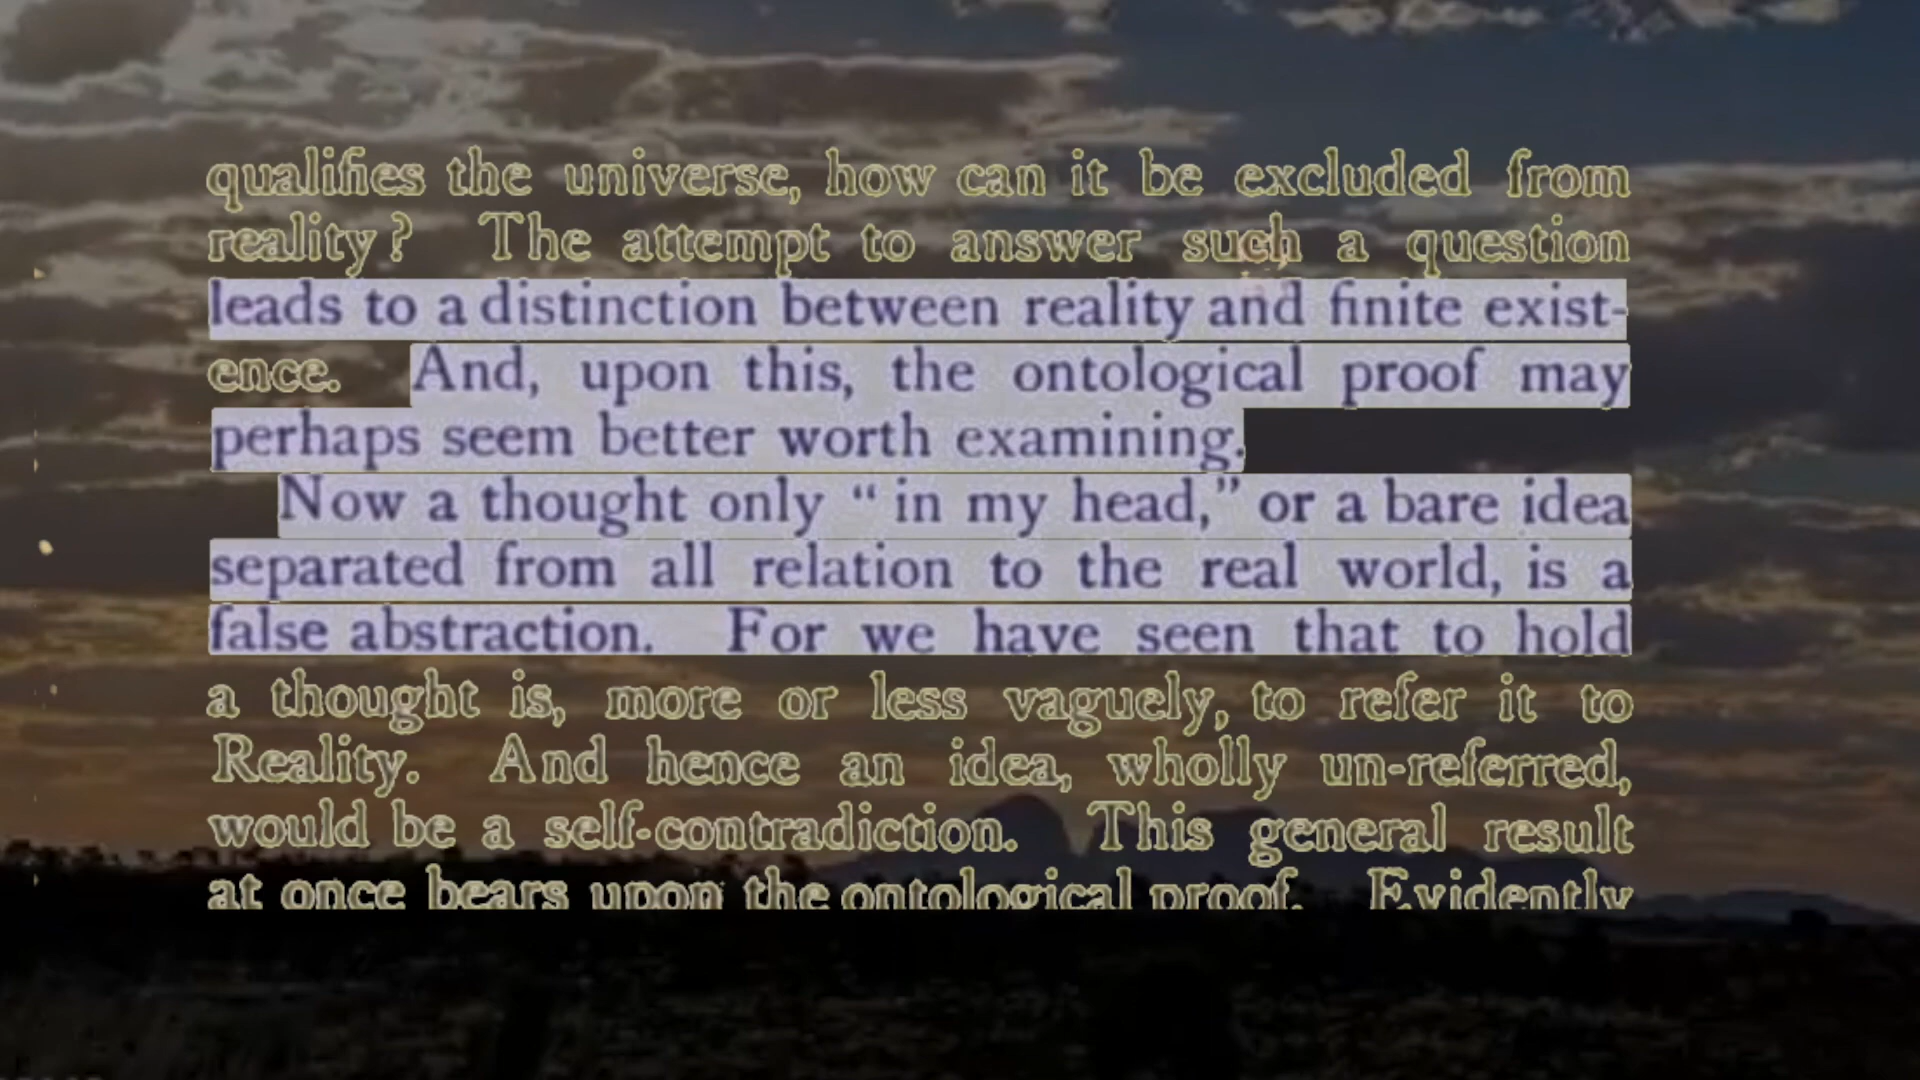 qualifies the universe, how can it be excluded from
reality? The attempt to answer such a question
leads to a distinction between reality and finite exist-
ence. And, upon this, the ontological proof may
perhaps seem better worth examining.
Now a thought only “in my head,” or a bare idea
separated from all relation to the real world, is a
false abstraction. For we have seen that to hold
a thought is, more or less vaguely, to refer it to
Reality. And hence an idea, wholly un-referred,
would be a self-contradiction. This general result
at once bears upon the ontological proof. Evidently